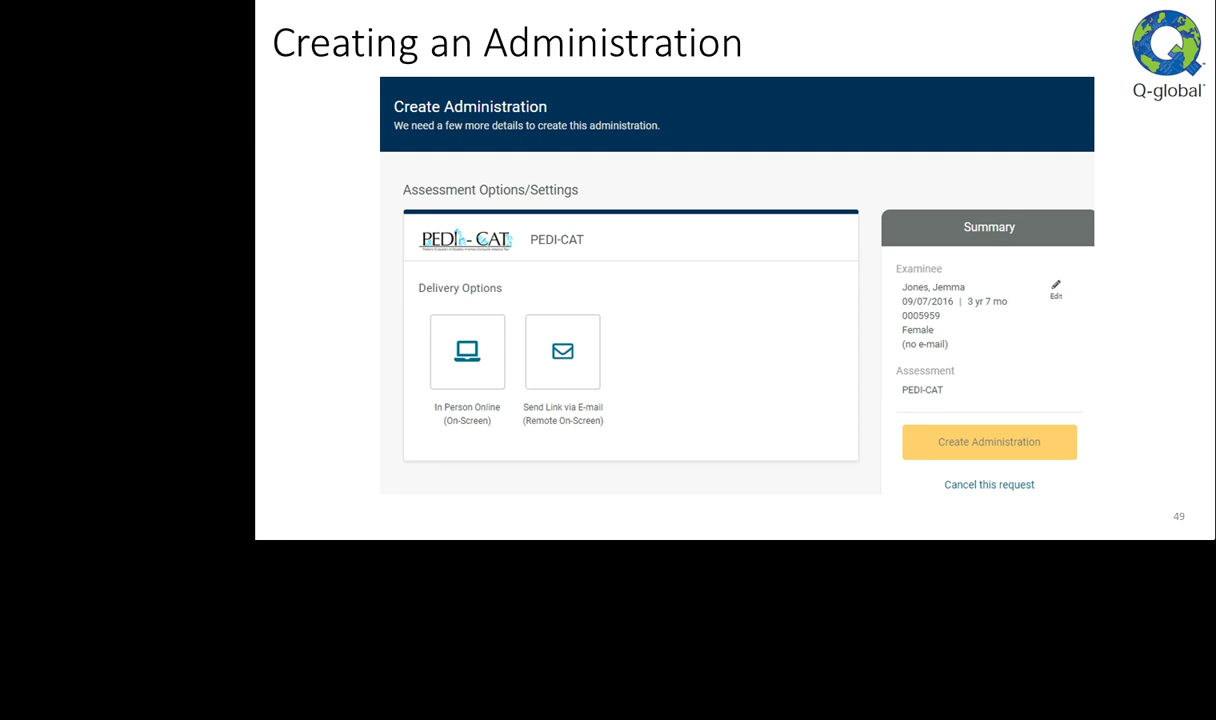 Creating an Administration
Q-global
Create Administration
We need a few more details to create this administration.
Assessment Options/Settings
PEDI-CAT PEDI-CAT
Delivery Options
In Person Online
(On-Screen)
Send Link via E-mail
(Remote On-Screen)
Summary
Examinee
Jones, Jemma
09/07/2016 | 3 yr 7 mo
0005959
Female
(no e-mail)
Edit
Assessment
PEDI-CAT
Create Administration
Cancel this request
49